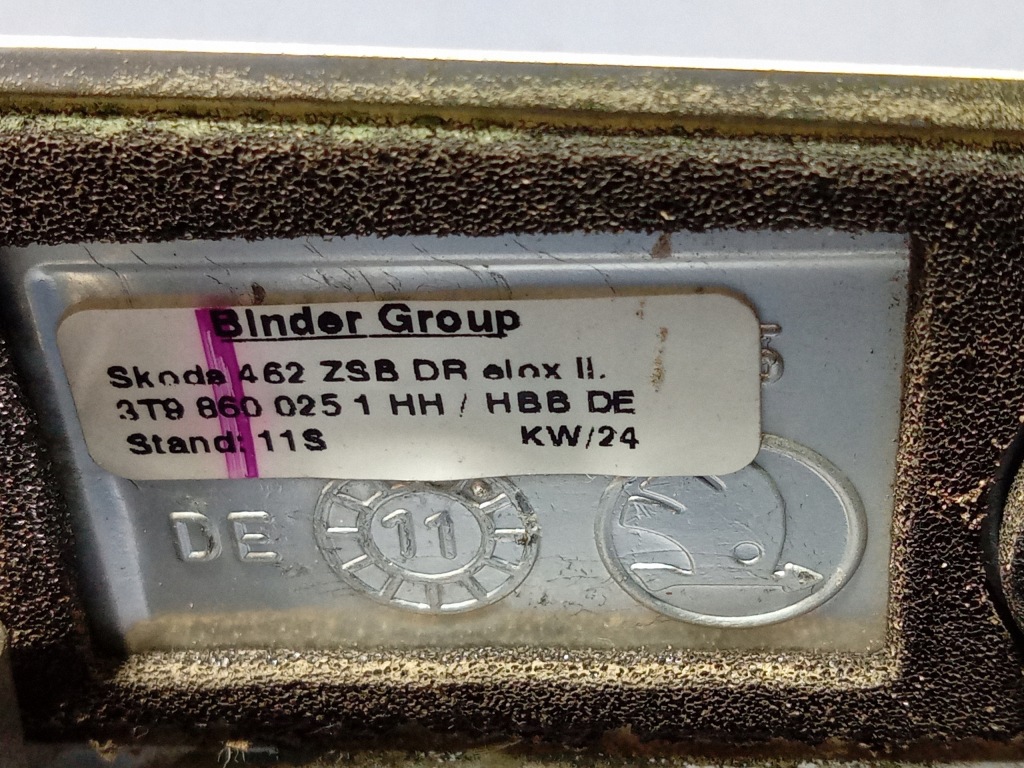 Binder Group
Skoda 462 ZSB DR elox II.
3T9 860 025 1 HH / HBB DE
Stand: 11S KW/24
DE 11